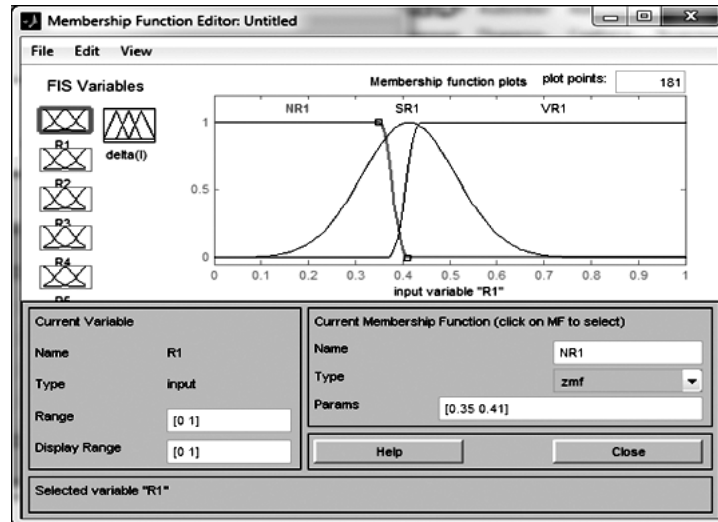 Membership Function Editor: Untitled
File Edit View
FIS Variables
Membership function plots plot points: 181
NR1 SR1 VR1
R1
delta(I)
R2
R3
R4
R5
1
0.5
0
0 0.1 0.2 0.3 0.4 0.5 0.6 0.7 0.8 0.9 1
input variable "R1"
Current Variable
Name R1
Type input
Range [0 1]
Display Range [0 1]
Current Membership Function (click on MF to select)
Name NR1
Type zmf
Params [0.35 0.41]
Help Close
Selected variable "R1"